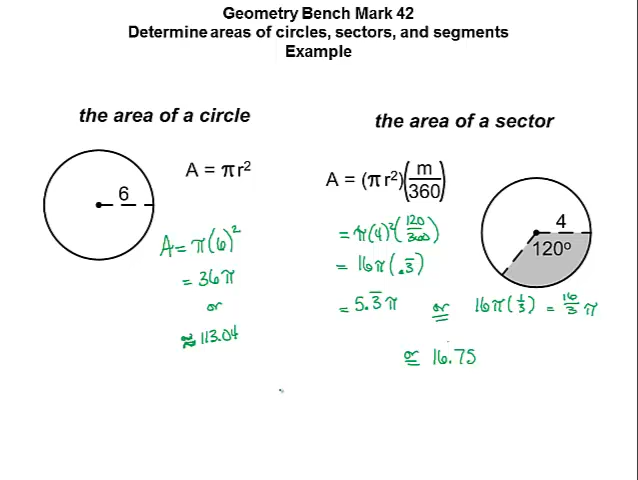 Geometry Bench Mark 42
Determine areas of circles, sectors, and segments
Example
the area of a circle
A = πr²
6
A = π(6)²
= 36π
or
≈ 113.04
the area of a sector
A = (πr²)(m/360)
4
120º
= π(4)²(120/360)
= 16π(.3̅)
= 5.3̅π or 16π(1/3) = 16/3 π
or 16.75